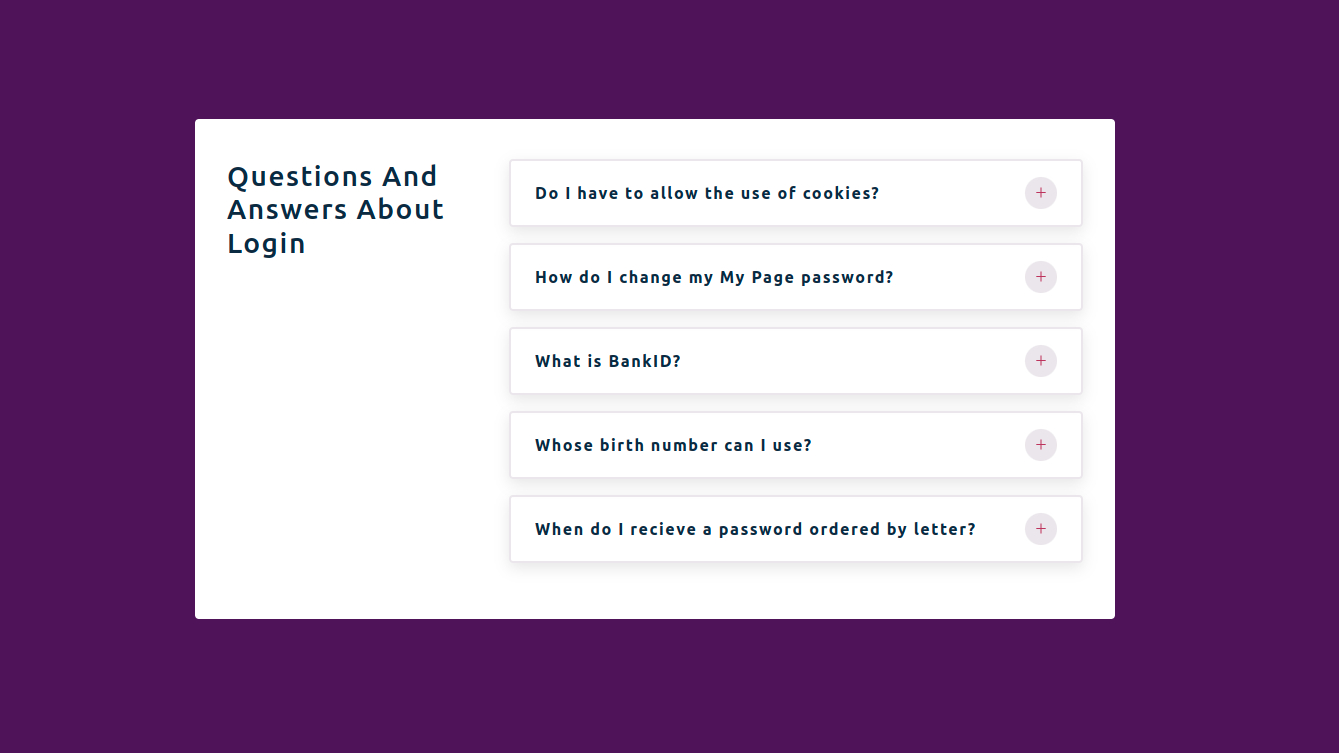 Questions And
Answers About
Login
Do I have to allow the use of cookies?
+
How do I change my My Page password?
+
What is BankID?
+
Whose birth number can I use?
+
When do I recieve a password ordered by letter?
+